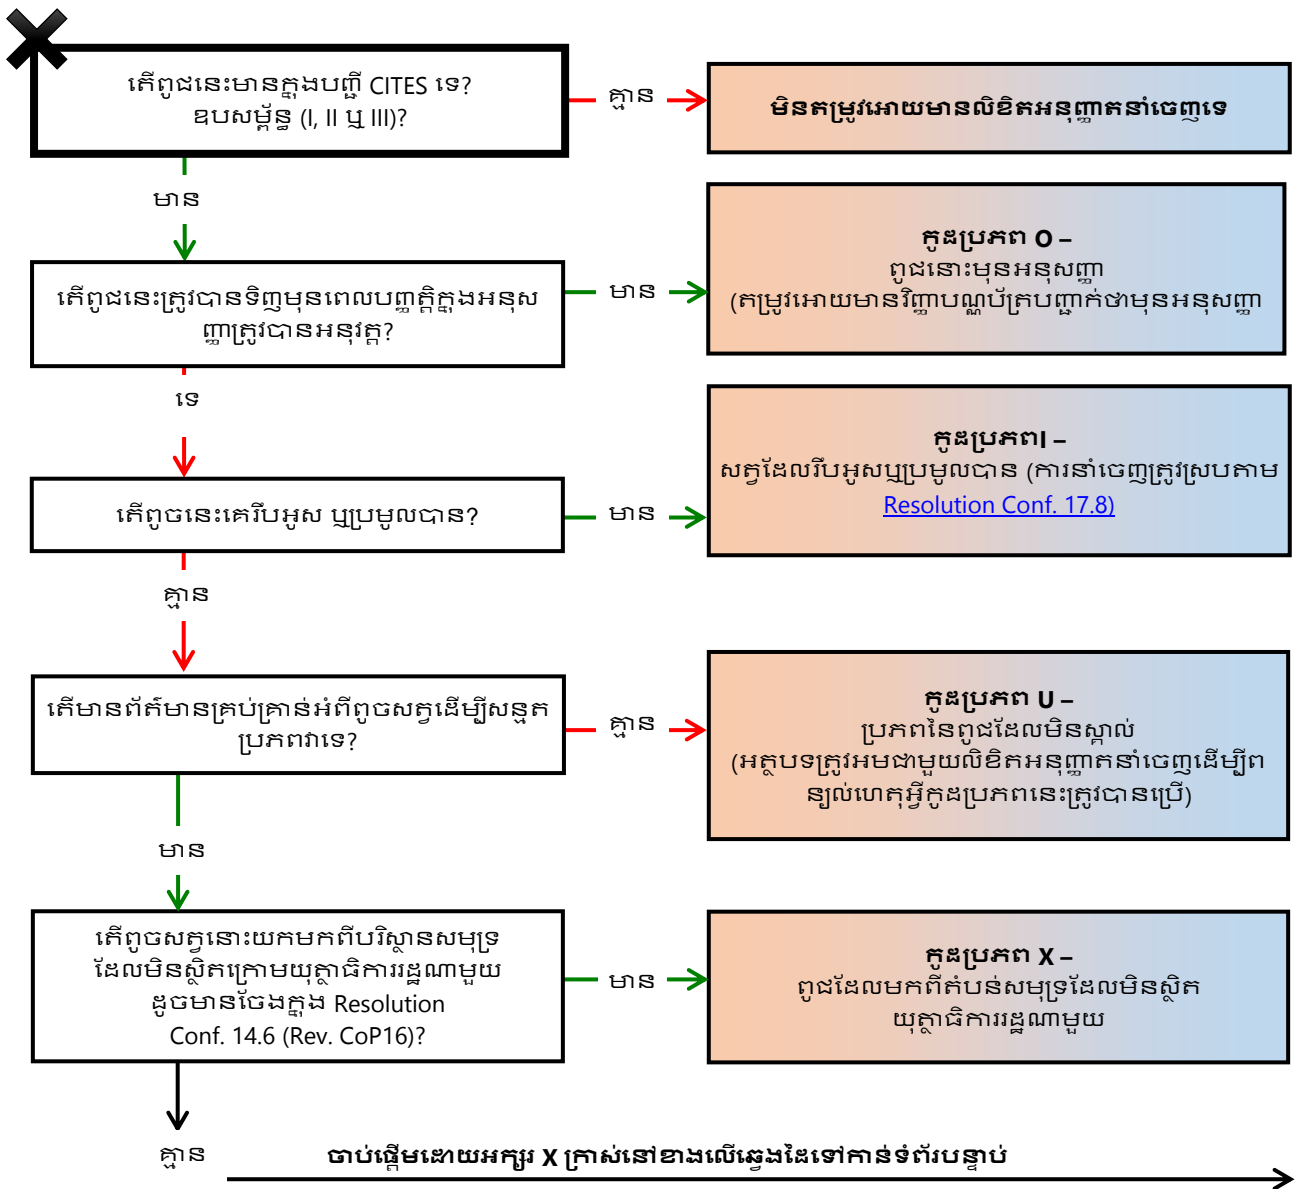 តើពូជនេះមានក្នុងបញ្ជី CITES ទេ?
ឧបសម្ព័ន្ធ (I, II ឬ III)?
គ្មាន
មិនតម្រូវអោយមានលិខិតអនុញ្ញាតនាំចេញទេ
មាន
តើពូជនេះត្រូវបានទិញមុនពេលបញ្ញត្តិក្នុងអនុស
ញ្ញាត្រូវបានអនុវត្ត?
មាន
កូដប្រភព O –
ពូជនោះមុនអនុសញ្ញា
(តម្រូវអោយមានវិញ្ញាបណ្ណប័ត្របញ្ជាក់ថាមុនអនុសញ្ញា
ទេ
តើពូចនេះគេរឹបអូស ឬប្រមូលបាន?
មាន
កូដប្រភពI –
សត្វដែលរឹបអូសឬប្រមូលបាន (ការនាំចេញត្រូវស្របតាម
Resolution Conf. 17.8)
គ្មាន
តើមានព័ត៌មានគ្រប់គ្រាន់អំពីពូចសត្វដើម្បីសន្មត
ប្រភពវាទេ?
គ្មាន
កូដប្រភព U –
ប្រភពនៃពូជដែលមិនស្គាល់
(អត្ថបទត្រូវអមជាមួយលិខិតអនុញ្ញាតនាំចេញដើម្បីព
ន្យល់ហេតុអ្វីកូដប្រភពនេះត្រូវបានប្រើ)
មាន
តើពូចសត្វនោះយកមកពីបរិស្ថានសមុទ្រ
ដែលមិនស្ថិតក្រោមយុត្ថាធិការរដ្ឋណាមួយ
ដូចមានចែងក្នុង Resolution
Conf. 14.6 (Rev. CoP16)?
មាន
កូដប្រភព X –
ពូជដែលមកពីតំបន់សមុទ្រដែលមិនស្ថិត
យុត្ថាធិការរដ្ឋណាមួយ
គ្មាន
ចាប់ផ្តើមដោយអក្សរ X ក្រាស់នៅខាងលើឆ្វេងដៃទៅកាន់ទំព័របន្ទាប់